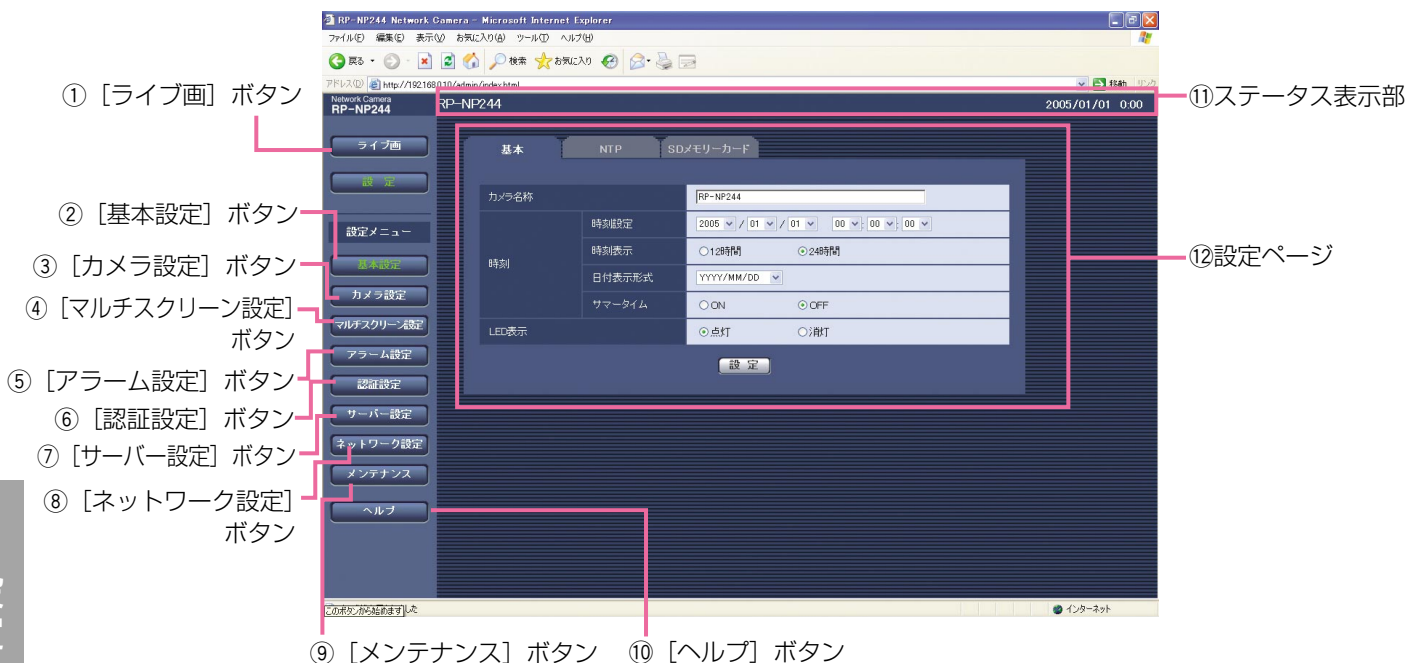 RP-NP244 Network Camera - Microsoft Internet Explorer
ファイル(F) 編集(E) 表示(V) お気に入り(A) ツール(T) ヘルプ(H)
戻る 検索 お気に入り
アドレス(D) http://192.168.0.10/admin/index.html 移動 リンク
Network Camera
RP-NP244
RP-NP244 2005/01/01 0:00
①［ライブ画］ボタン
⑪ステータス表示部
ライブ画
設 定
基本 NTP SDメモリーカード
②［基本設定］ボタン
設定メニュー
カメラ名称 RP-NP244
時刻
時刻設定 2005 / 01 / 01 00 : 00 : 00
時刻表示 12時間 24時間
日付表示形式 YYYY/MM/DD
サマータイム ON OFF
LED表示 点灯 消灯
設 定
⑫設定ページ
基本設定
③［カメラ設定］ボタン
カメラ設定
④［マルチスクリーン設定］
ボタン
マルチスクリーン設定
アラーム設定
⑤［アラーム設定］ボタン
認証設定
⑥［認証設定］ボタン
サーバー設定
⑦［サーバー設定］ボタン
ネットワーク設定
メンテナンス
⑧［ネットワーク設定］
ボタン
ヘルプ
このボタンから始めます した
インターネット
⑨［メンテナンス］ボタン ⑩［ヘルプ］ボタン